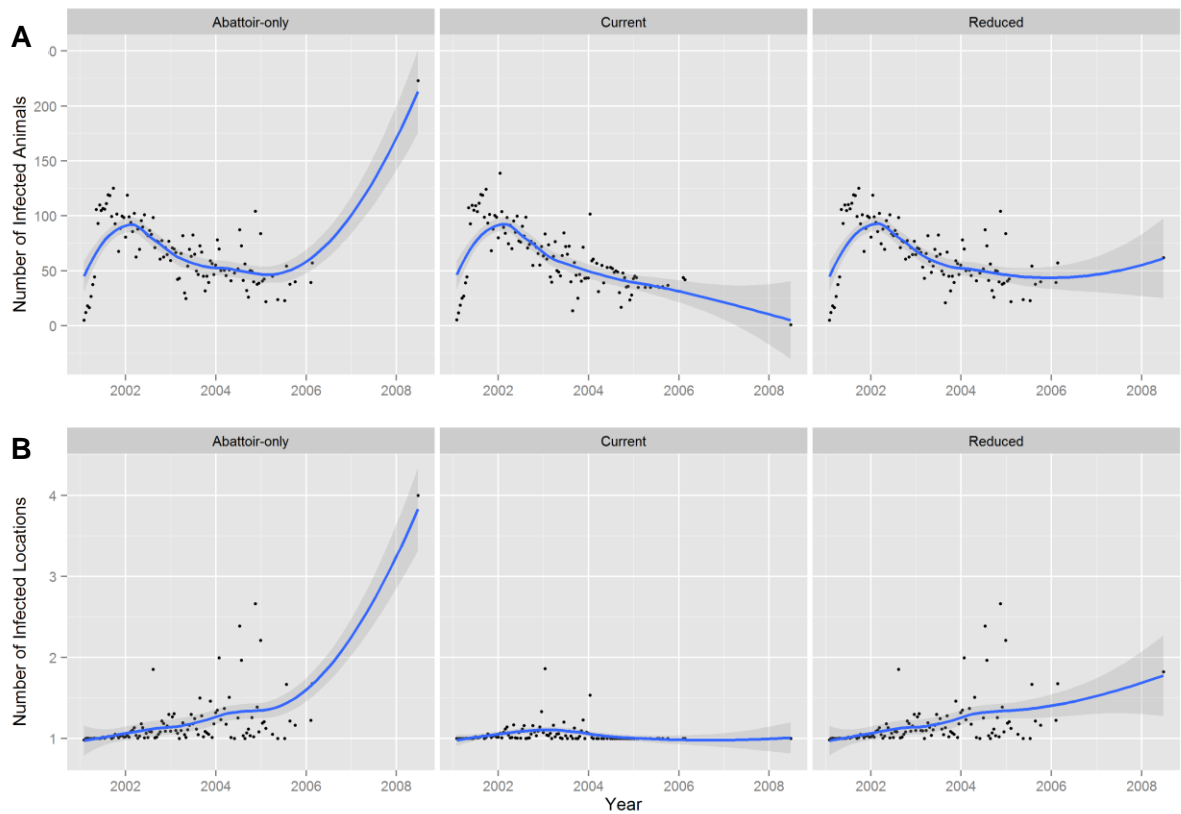 A
Abattoir-only Current Reduced
Number of Infected Animals
0
200
150
100
50
0
2002 2004 2006 2008 2002 2004 2006 2008 2002 2004 2006 2008
B
Abattoir-only Current Reduced
Number of Infected Locations
4
3
2
1
2002 2004 2006 2008 2002 2004 2006 2008 2002 2004 2006 2008
Year